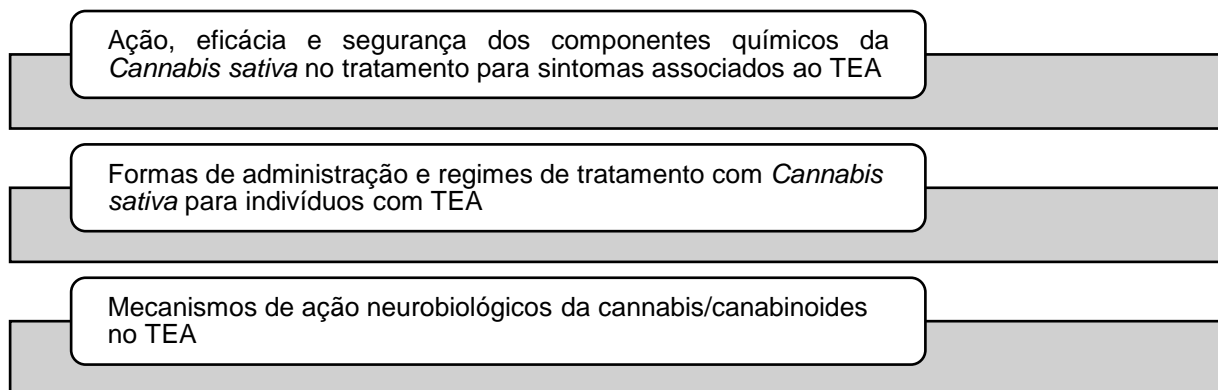 Ação, eficácia e segurança dos componentes químicos da
Cannabis sativa no tratamento para sintomas associados ao TEA
Formas de administração e regimes de tratamento com Cannabis
sativa para indivíduos com TEA
Mecanismos de ação neurobiológicos da cannabis/canabinoides
no TEA